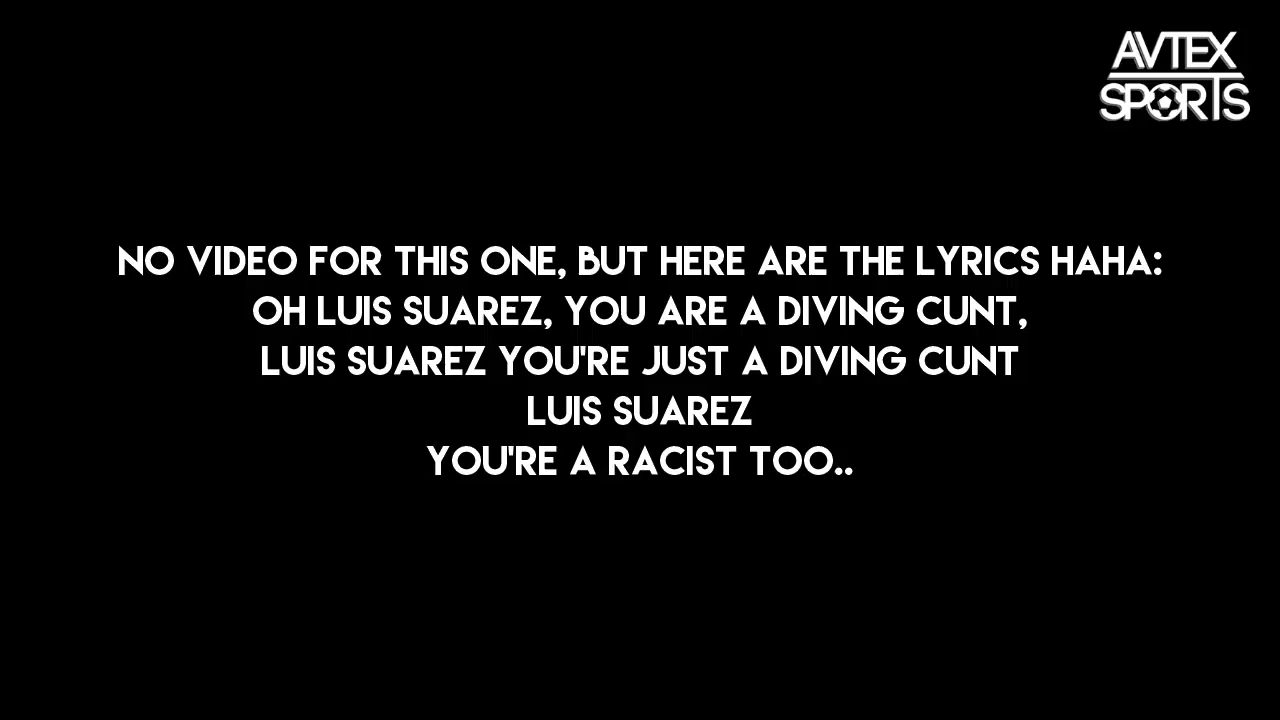 AVTEX
SPORTS
NO VIDEO FOR THIS ONE, BUT HERE ARE THE LYRICS HAHA:
OH LUIS SUAREZ, YOU ARE A DIVING CUNT,
LUIS SUAREZ YOU'RE JUST A DIVING CUNT
LUIS SUAREZ
YOU'RE A RACIST TOO..